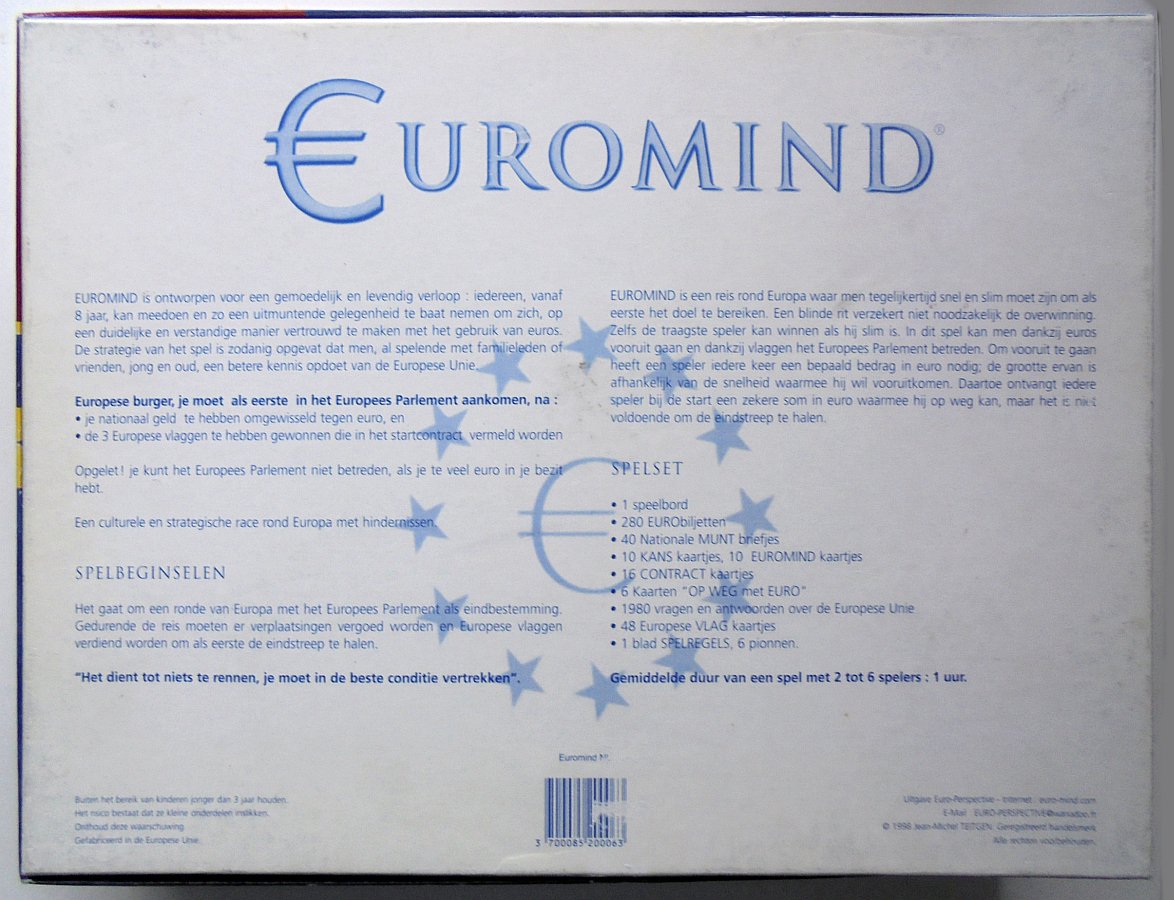 €UROMIND®
EUROMIND is ontworpen voor een gemoedelijk en levendig verloop : iedereen, vanaf
8 jaar, kan meedoen en zo een uitmuntende gelegenheid te baat nemen om zich, op
een duidelijke en verstandige manier vertrouwd te maken met het gebruik van euros.
De strategie van het spel is zodanig opgevat dat men, al spelende met familieleden of
vrienden, jong en oud, een betere kennis opdoet van de Europese Unie.
Europese burger, je moet als eerste in het Europees Parlement aankomen, na :
• je nationaal geld te hebben omgewisseld tegen euro, en
• de 3 Europese vlaggen te hebben gewonnen die in het startcontract vermeld worden
Opgelet! je kunt het Europees Parlement niet betreden, als je te veel euro in je bezit
hebt.
Een culturele en strategische race rond Europa met hindernissen.
SPELBEGINSELEN
Het gaat om een ronde van Europa met het Europees Parlement als eindbestemming.
Gedurende de reis moeten er verplaatsingen vergoed worden en Europese vlaggen
verdiend worden om als eerste de eindstreep te halen.
"Het dient tot niets te rennen, je moet in de beste conditie vertrekken".
EUROMIND is een reis rond Europa waar men tegelijkertijd snel en slim moet zijn om als
eerste het doel te bereiken. Een blinde rit verzekert niet noodzakelijk de overwinning.
Zelfs de traagste speler kan winnen als hij slim is. In dit spel kan men dankzij euros
vooruit gaan en dankzij vlaggen het Europees Parlement betreden. Om vooruit te gaan
heeft een speler iedere keer een bepaald bedrag in euro nodig; de grootte ervan is
afhankelijk van de snelheid waarmee hij wil vooruitkomen. Daartoe ontvangt iedere
speler bij de start een zekere som in euro waarmee hij op weg kan, maar het is niet
voldoende om de eindstreep te halen.
SPELSET
• 1 speelbord
• 280 EURObiljetten
• 40 Nationale MUNT briefjes
• 10 KANS kaartjes, 10 EUROMIND kaartjes
• 16 CONTRACT kaartjes
• 6 Kaarten "OP WEG met EURO"
• 1980 vragen en antwoorden over de Europese Unie
• 48 Europese VLAG kaartjes
• 1 blad SPELREGELS, 6 pionnen.
Gemiddelde duur van een spel met 2 tot 6 spelers : 1 uur.
€
Euromind Nl.
3 700085 200063
Buiten het bereik van kinderen jonger dan 3 jaar houden.
Het risico bestaat dat ze kleine onderdelen inslikken.
Onthoud deze waarschuwing.
Gefabriceerd in de Europese Unie.
Uitgave Euro-Perspective - Internet : euro-mind.com
E-Mail : EURO-PERSPECTIVE@wanadoo.fr
© 1998 Jean-Michel TEITGEN. Geregistreerd handelsmerk
Alle rechten voorbehouden.